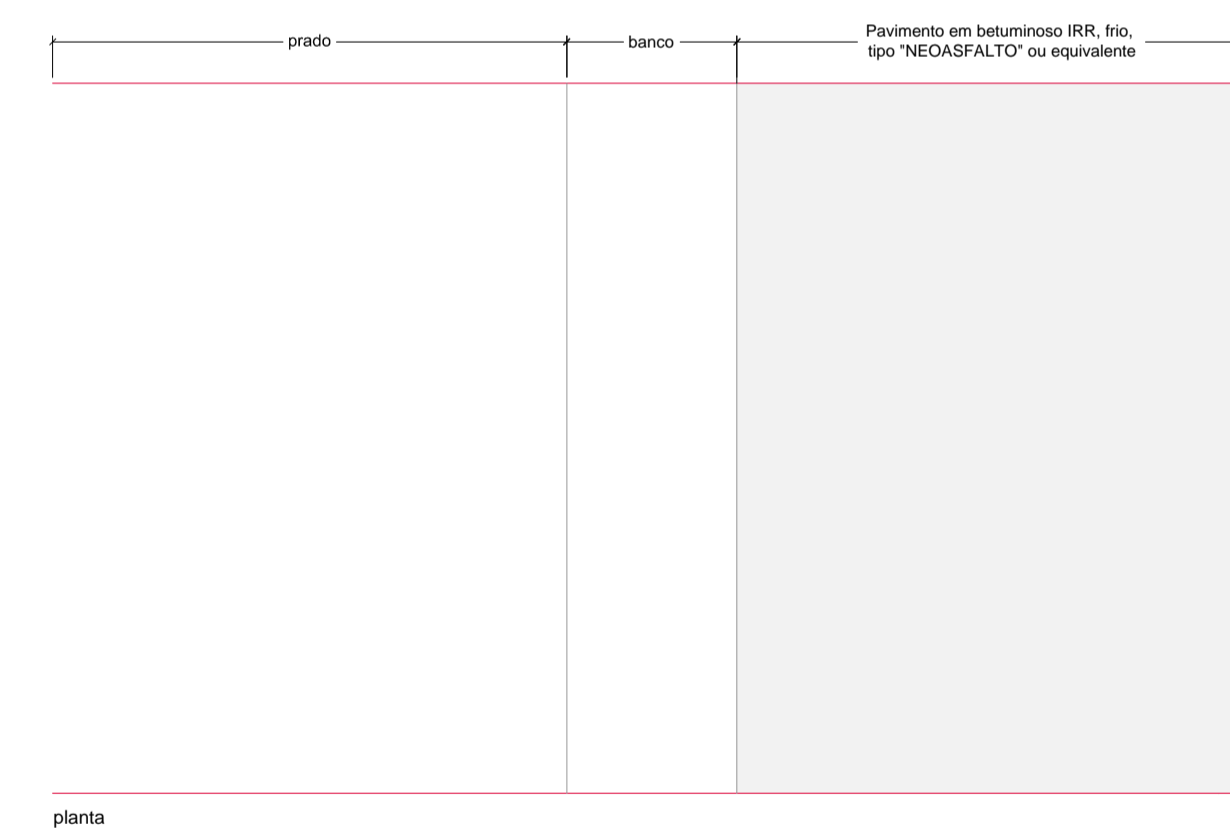 prado
banco
Pavimento em betuminoso IRR, frio,
tipo "NEOASFALTO" ou equivalente
planta